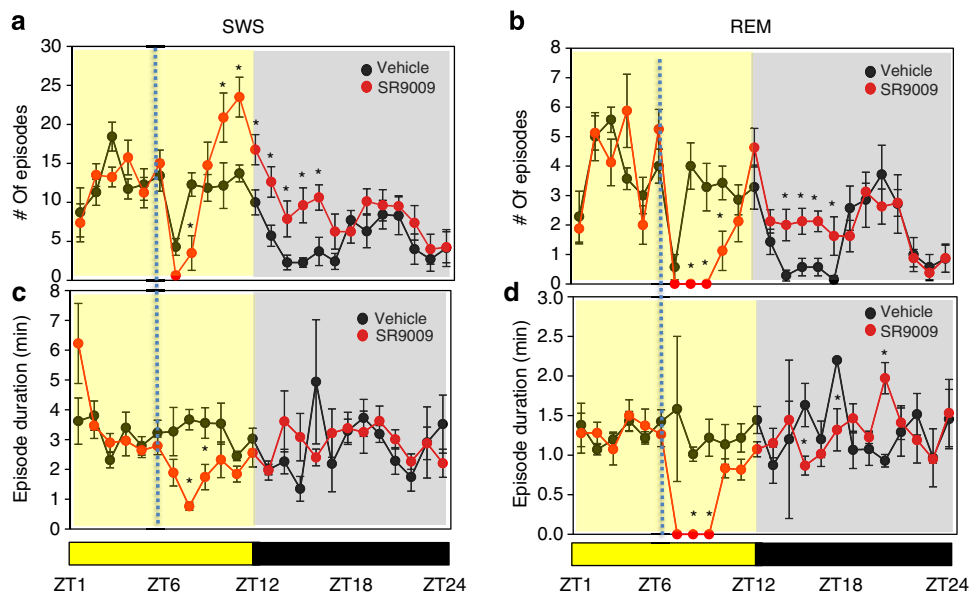 a
SWS
# Of episodes
30
25
20
15
10
5
0
Vehicle
SR9009
* * * * * * * *
b
REM
# Of episodes
8
7
6
5
4
3
2
1
0
Vehicle
SR9009
* * * * * * *
c
Episode duration (min)
8
7
6
5
4
3
2
1
0
Vehicle
SR9009
* *
ZT1 ZT6 ZT12 ZT18 ZT24
d
Episode duration (min)
3.0
2.5
2.0
1.5
1.0
0.5
0.0
Vehicle
SR9009
* * * * *
ZT1 ZT6 ZT12 ZT18 ZT24